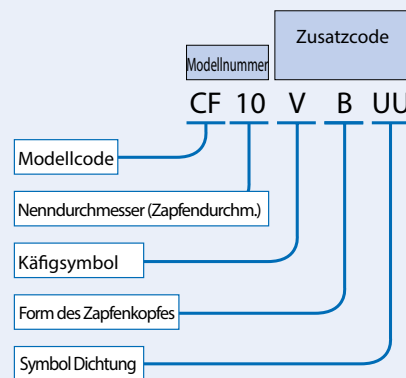 Zusatzcode
Modellnummer
CF 10 V B UU
Modellcode
Nenndurchmesser (Zapfendurchm.)
Käfigsymbol
Form des Zapfenkopfes
Symbol Dichtung